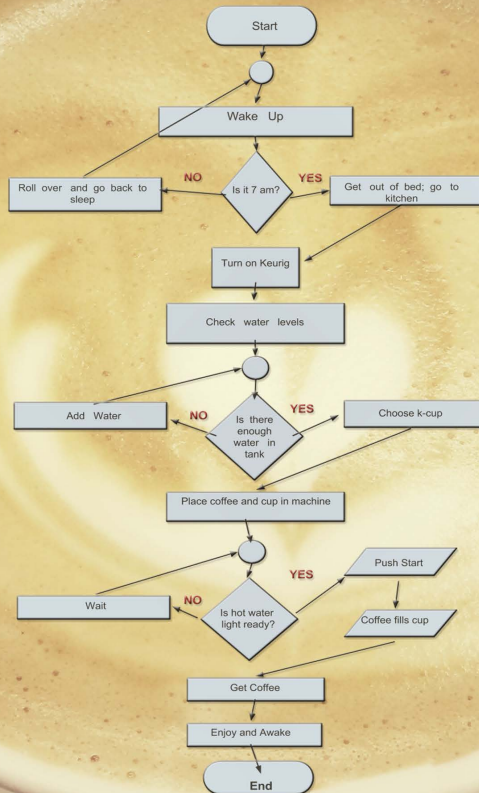 Start
Wake Up
Is it 7 am?
NO
YES
Roll over and go back to
sleep
Get out of bed; go to
kitchen
Turn on Keurig
Check water levels
Is there
enough
water in
tank
NO
YES
Add Water
Choose k-cup
Place coffee and cup in machine
Is hot water
light ready?
NO
YES
Wait
Push Start
Coffee fills cup
Get Coffee
Enjoy and Awake
End